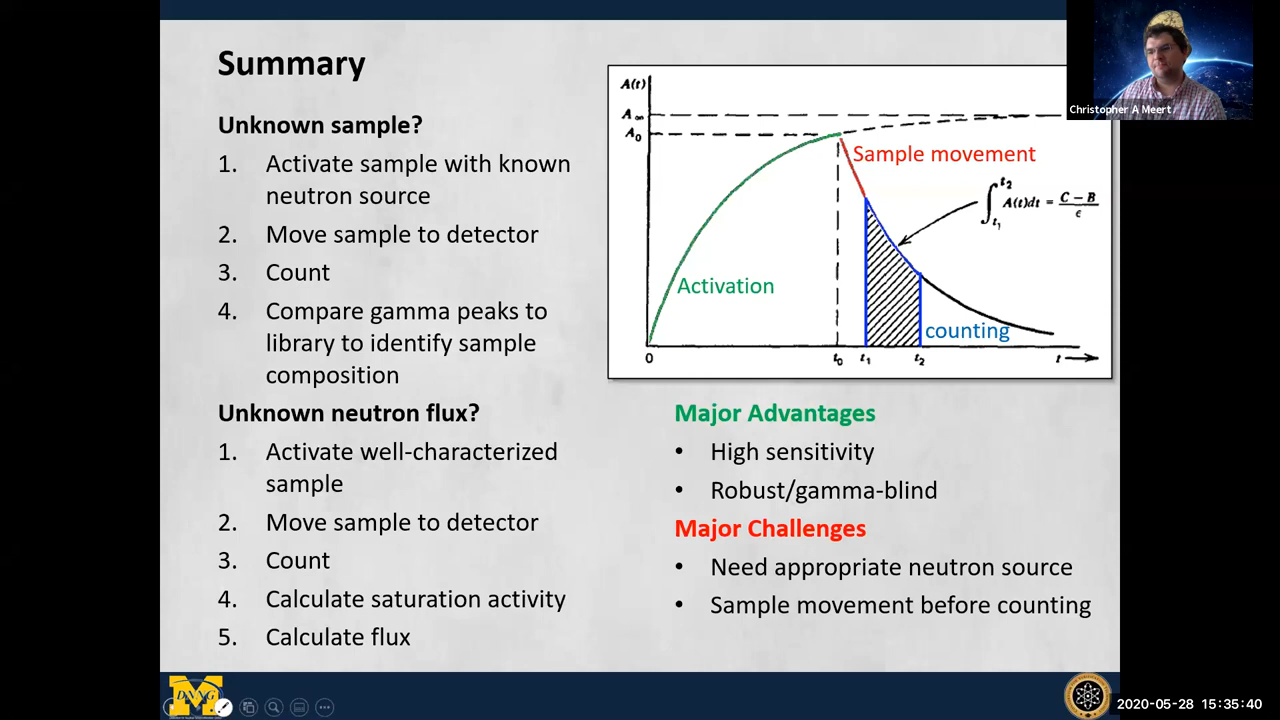 Summary
Unknown sample?
1. Activate sample with known
neutron source
2. Move sample to detector
3. Count
4. Compare gamma peaks to
library to identify sample
composition
Unknown neutron flux?
1. Activate well-characterized
sample
2. Move sample to detector
3. Count
4. Calculate saturation activity
5. Calculate flux
A(t)
A∞
A₀
Sample movement
∫ t₁ t₂ A(t)dt = (C – B)/ε
Activation
counting
0 t₀ t₁ t₂ t
Major Advantages
• High sensitivity
• Robust/gamma-blind
Major Challenges
• Need appropriate neutron source
• Sample movement before counting
Christopher A Meert
M
2020-05-28 15:35:40